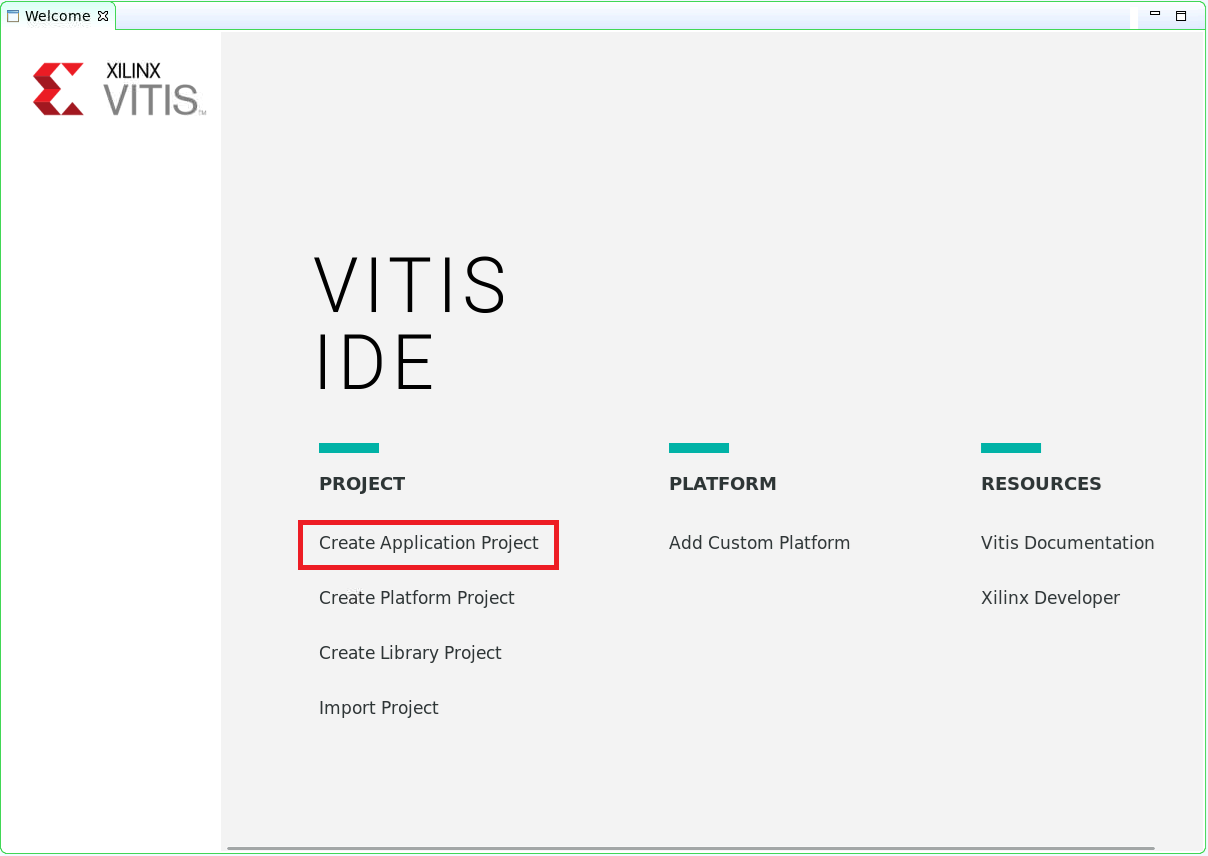 Welcome
XILINX
VITIS™
VITIS
IDE
PROJECT
Create Application Project
Create Platform Project
Create Library Project
Import Project
PLATFORM
Add Custom Platform
RESOURCES
Vitis Documentation
Xilinx Developer